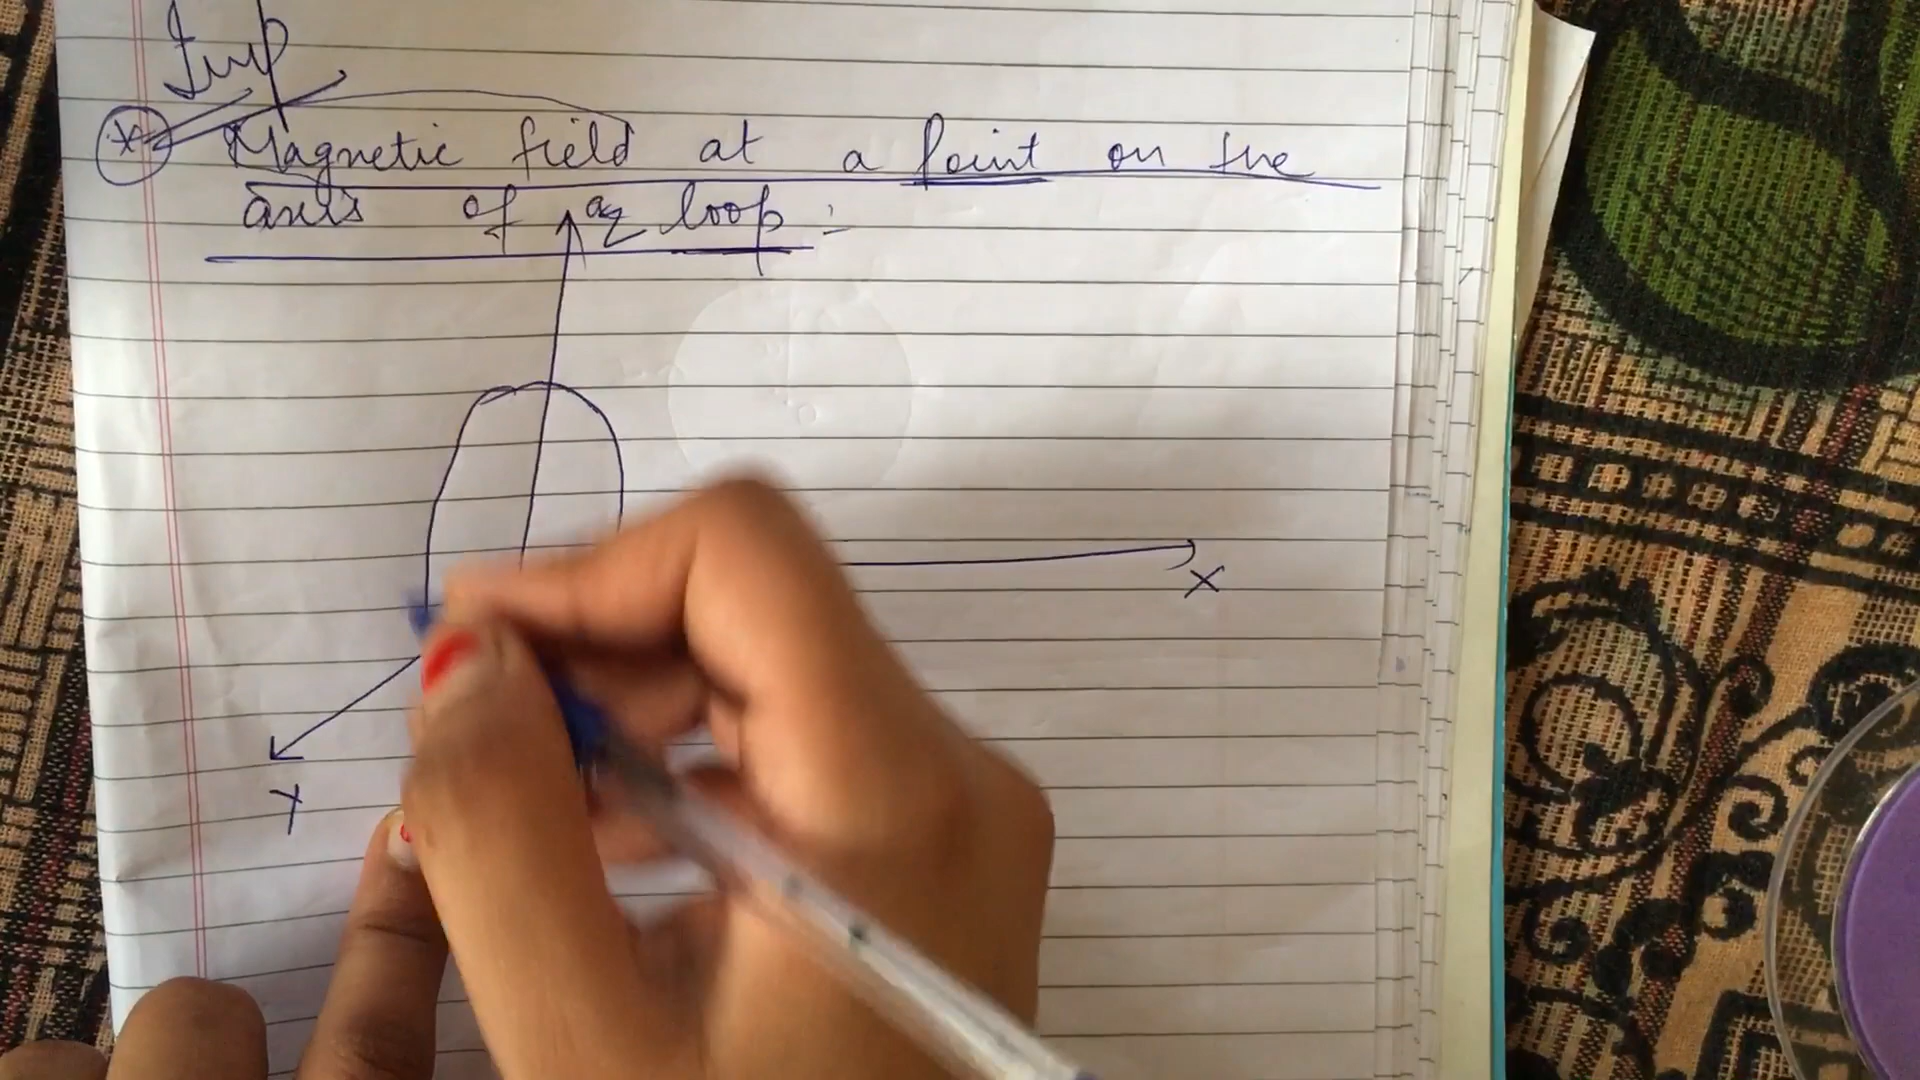 Imp
* Magnetic field at a point on the
axis of a z loop :
X
Y